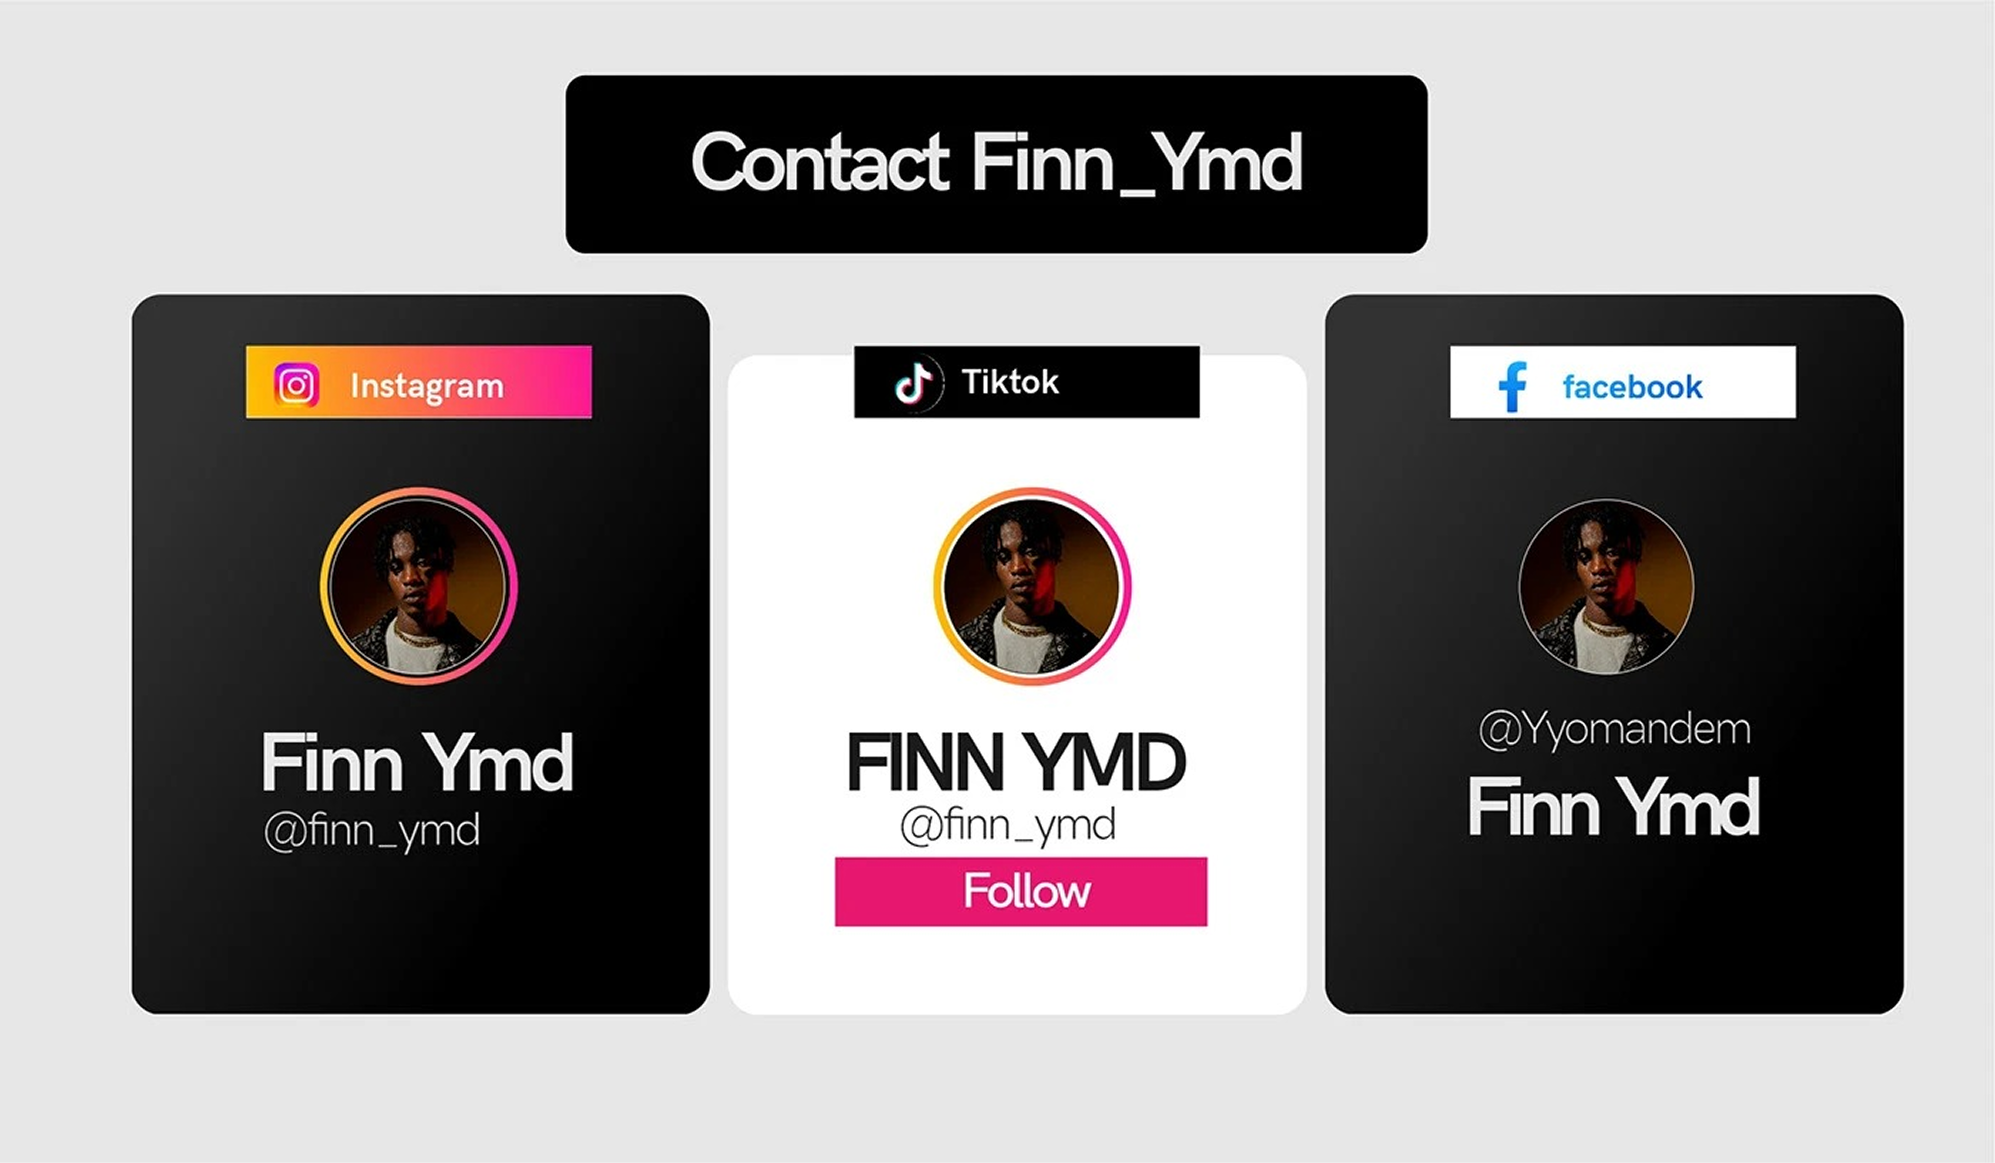 Contact Finn_Ymd
Instagram
Finn Ymd
@finn_ymd
Tiktok
FINN YMD
@finn_ymd
Follow
facebook
@Yyomandem
Finn Ymd